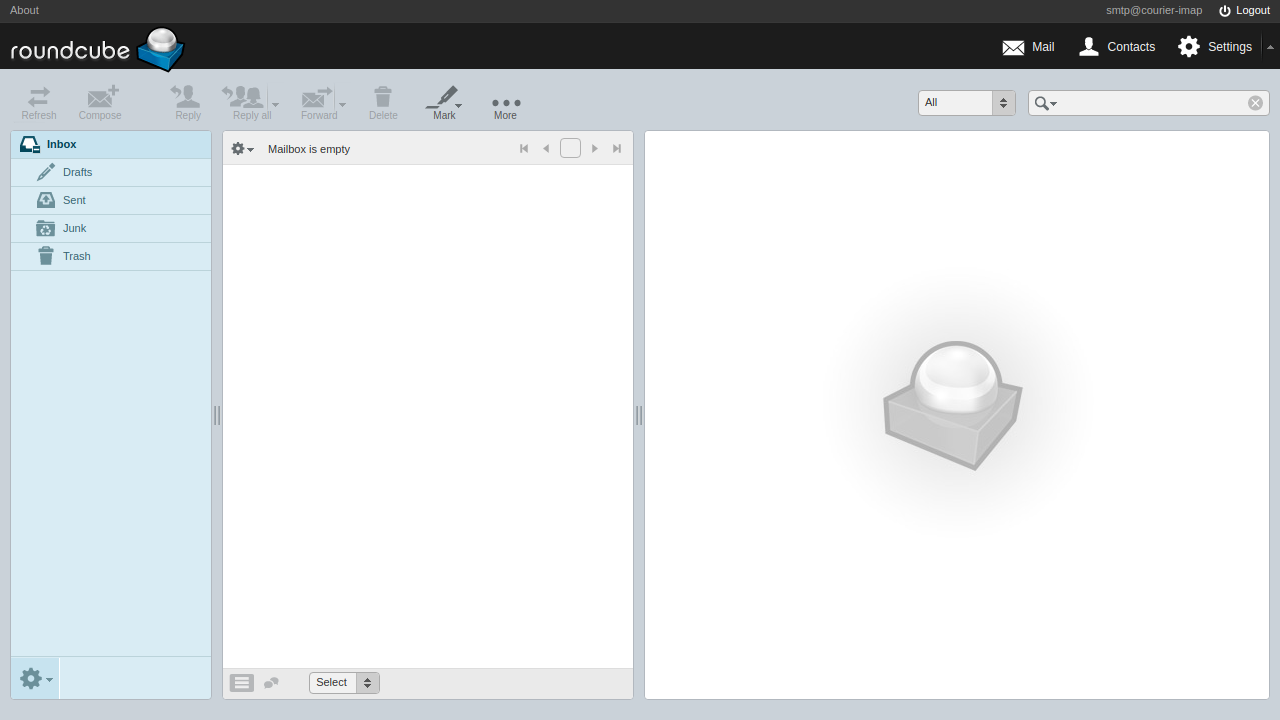 About
smtp@courier-imap
Logout
roundcube
Mail
Contacts
Settings
Refresh
Compose
Reply
Reply all
Forward
Delete
Mark
More
All
Inbox
Drafts
Sent
Junk
Trash
Mailbox is empty
Select